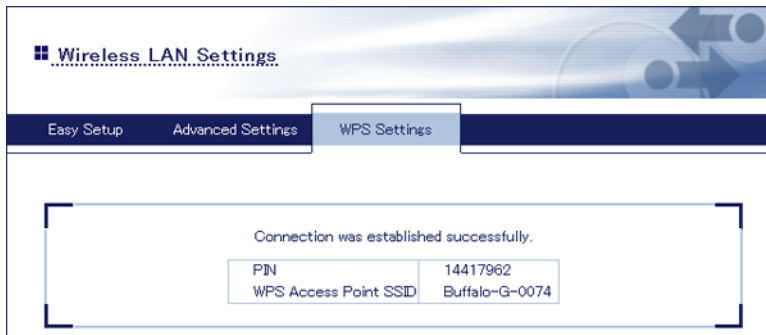 Wireless LAN Settings
Easy Setup Advanced Settings WPS Settings
Connection was established successfully.
PIN 14417962
WPS Access Point SSID Buffalo-G-0074